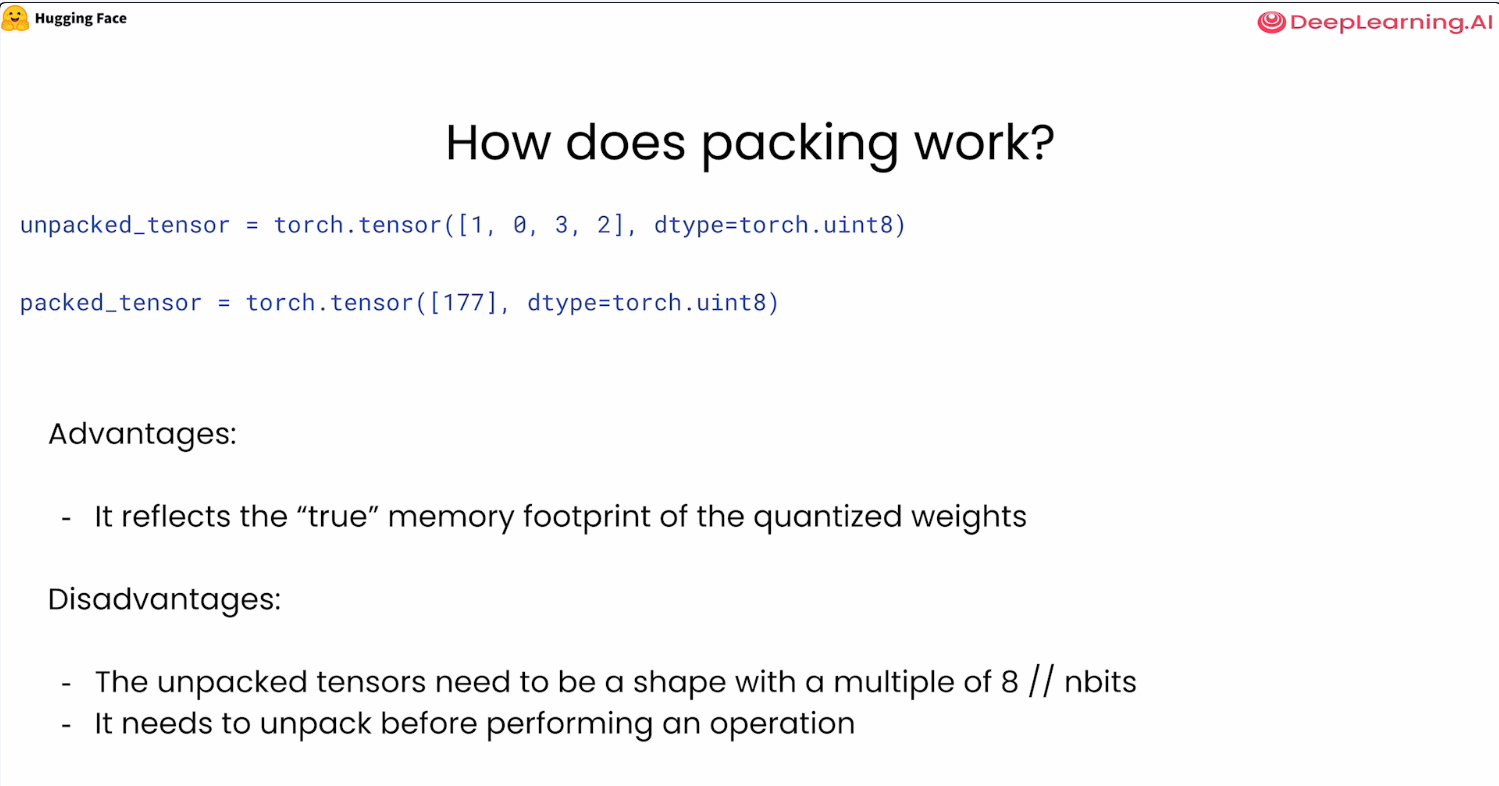 Hugging Face
DeepLearning.AI
How does packing work?
unpacked_tensor = torch.tensor([1, 0, 3, 2], dtype=torch.uint8)
packed_tensor = torch.tensor([177], dtype=torch.uint8)
Advantages:
- It reflects the “true” memory footprint of the quantized weights
Disadvantages:
- The unpacked tensors need to be a shape with a multiple of 8 // nbits
- It needs to unpack before performing an operation